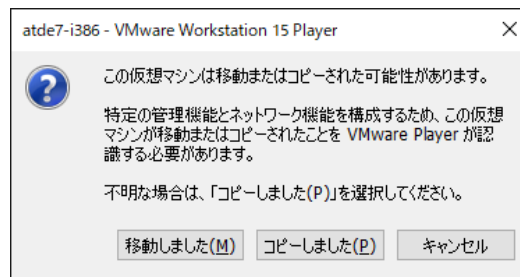 atde7-i386 - VMware Workstation 15 Player
この仮想マシンは移動またはコピーされた可能性があります。
特定の管理機能とネットワーク機能を構成するため、この仮想
マシンが移動またはコピーされたことを VMware Player が認
識する必要があります。
不明な場合は、「コピーしました(P)」を選択してください。
移動しました(M) コピーしました(P) キャンセル